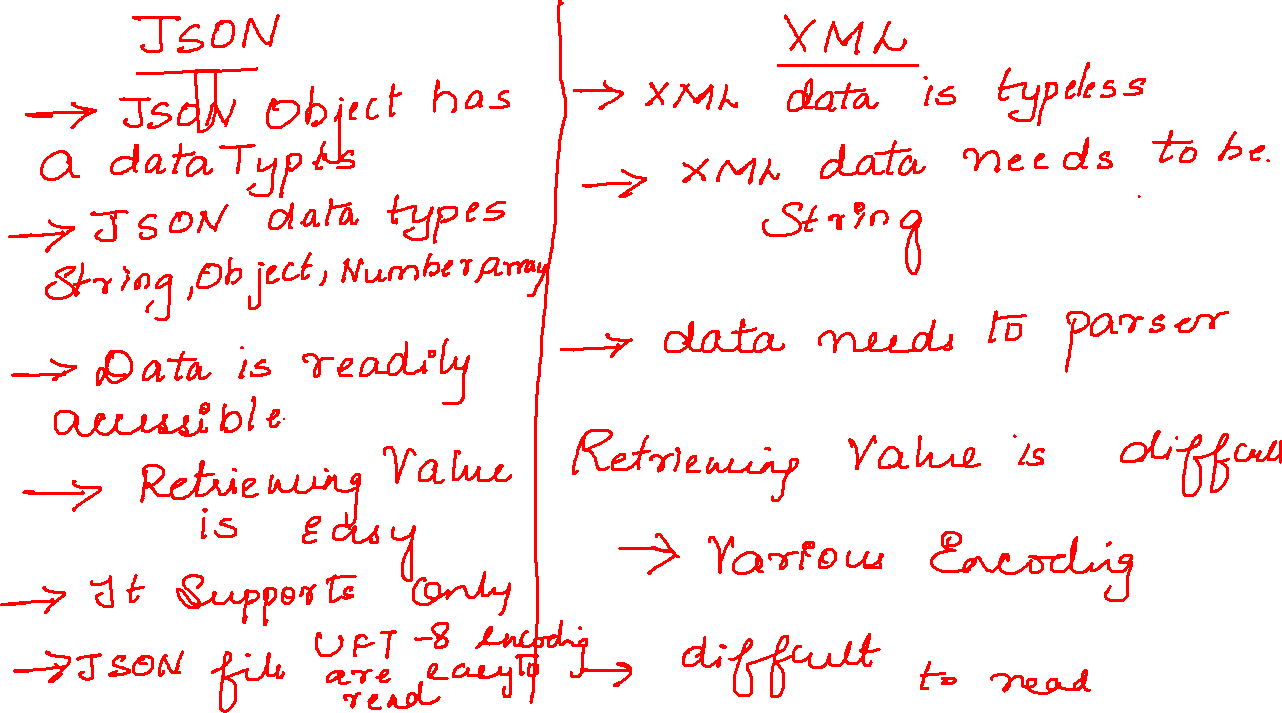 JSON
→ JSON Object has
a dataTypes
→ JSON data types
String, Object, Number Array
→ Data is readily
accessible
→ Retrieving Value
is easy
→ It Supports only
UFT -8 encoding
→ JSON file are easy to
read
XML
→ XML data is typeless
→ XML data needs to be.
String
→ data needs to parser
Retrieving Value is diffcul
→ Various Encoding
→ difficult to read